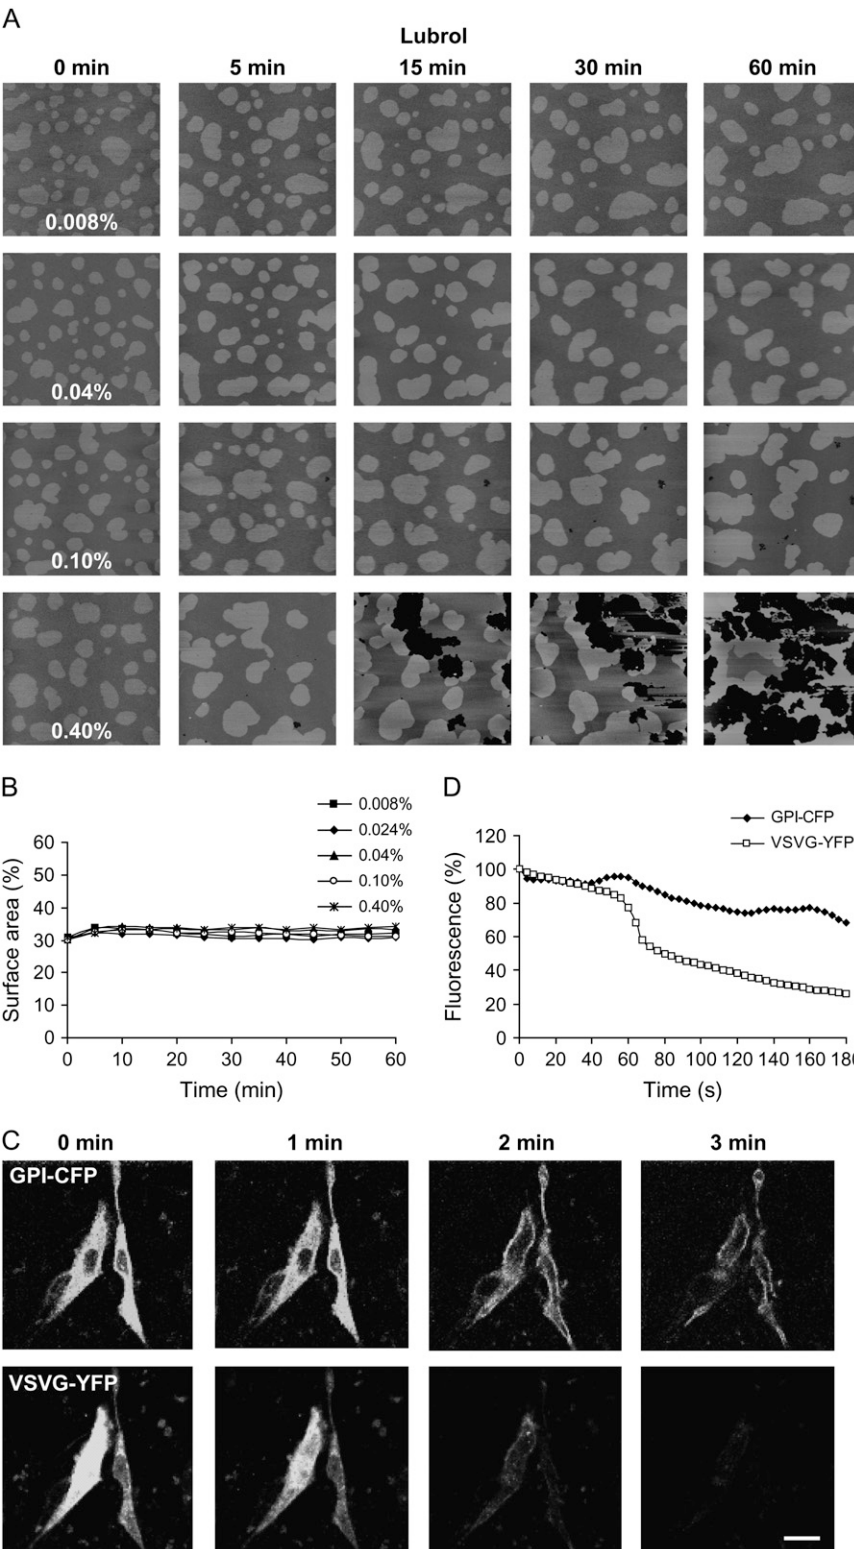 A
Lubrol
0 min 5 min 15 min 30 min 60 min
0.008%
0.04%
0.10%
0.40%
B
0.008%
0.024%
0.04%
0.10%
0.40%
60
50
40
30
20
10
0
Surface area (%)
0 10 20 30 40 50 60
Time (min)
D
GPI-CFP
VSVG-YFP
120
100
80
60
40
20
0
Fluorescence (%)
0 20 40 60 80 100 120 140 160 180
Time (s)
C
0 min 1 min 2 min 3 min
GPI-CFP
VSVG-YFP